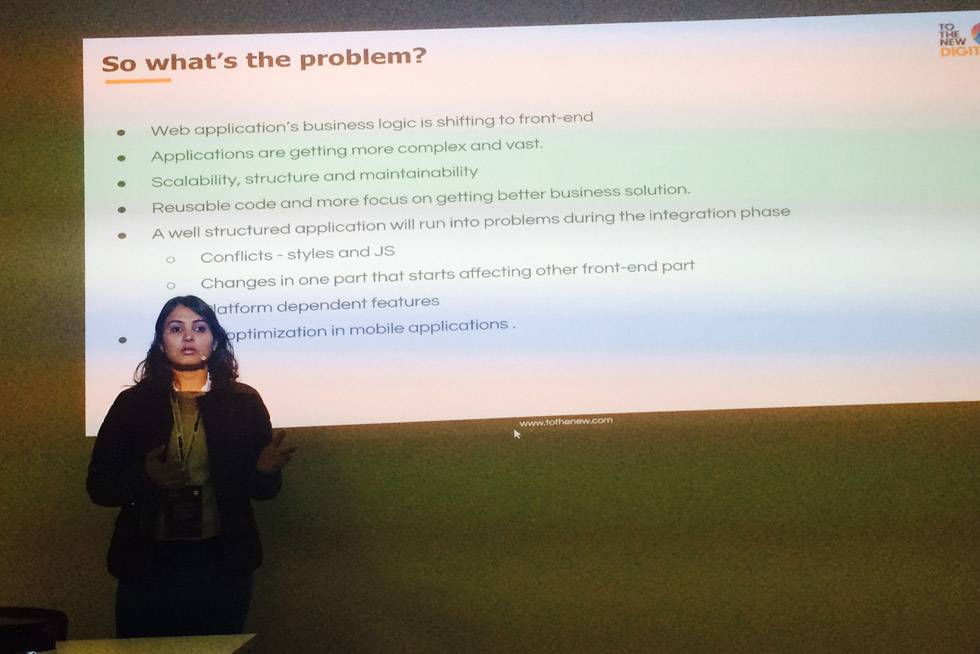 So what's the problem?
TO
THE
NEW
DIGIT
● Web application's business logic is shifting to front-end
● Applications are getting more complex and vast.
● Scalability, structure and maintainability
● Reusable code and more focus on getting better business solution.
● A well structured application will run into problems during the integration phase
○ Conflicts - styles and JS
○ Changes in one part that starts affecting other front-end part
latform dependent features
● optimization in mobile applications .
www.tothenew.com